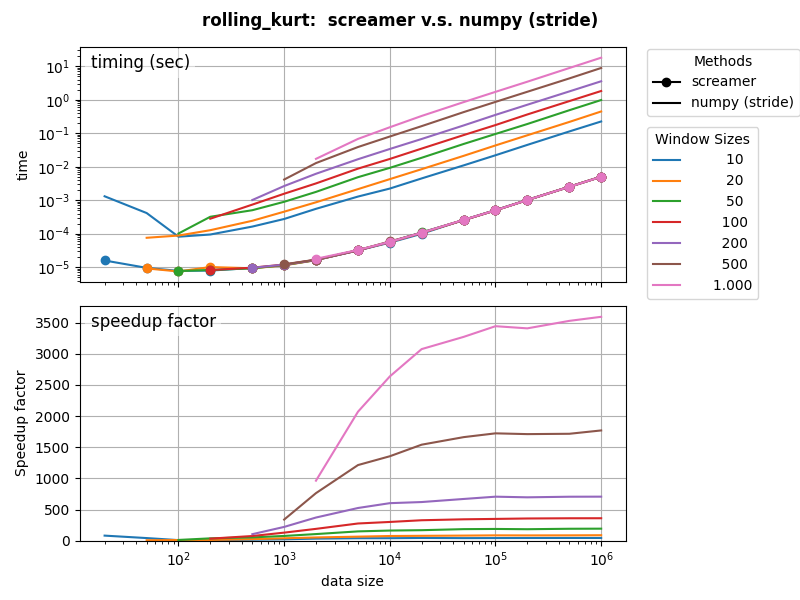 rolling_kurt:  screamer v.s. numpy (stride)
timing (sec)
time
10^1
10^0
10^-1
10^-2
10^-3
10^-4
10^-5
Methods
screamer
numpy (stride)
Window Sizes
10
20
50
100
200
500
1.000
speedup factor
Speedup factor
3500
3000
2500
2000
1500
1000
500
0
10^2
10^3
10^4
10^5
10^6
data size